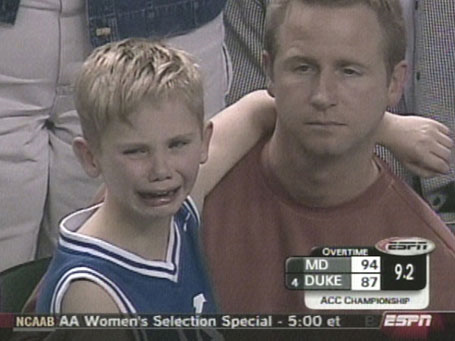 DUKE
OVERTIME ESPN
MD 94
4 DUKE 87
9.2
ACC CHAMPIONSHIP
NCAAB AA Women's Selection Special - 5:00 et ESPN